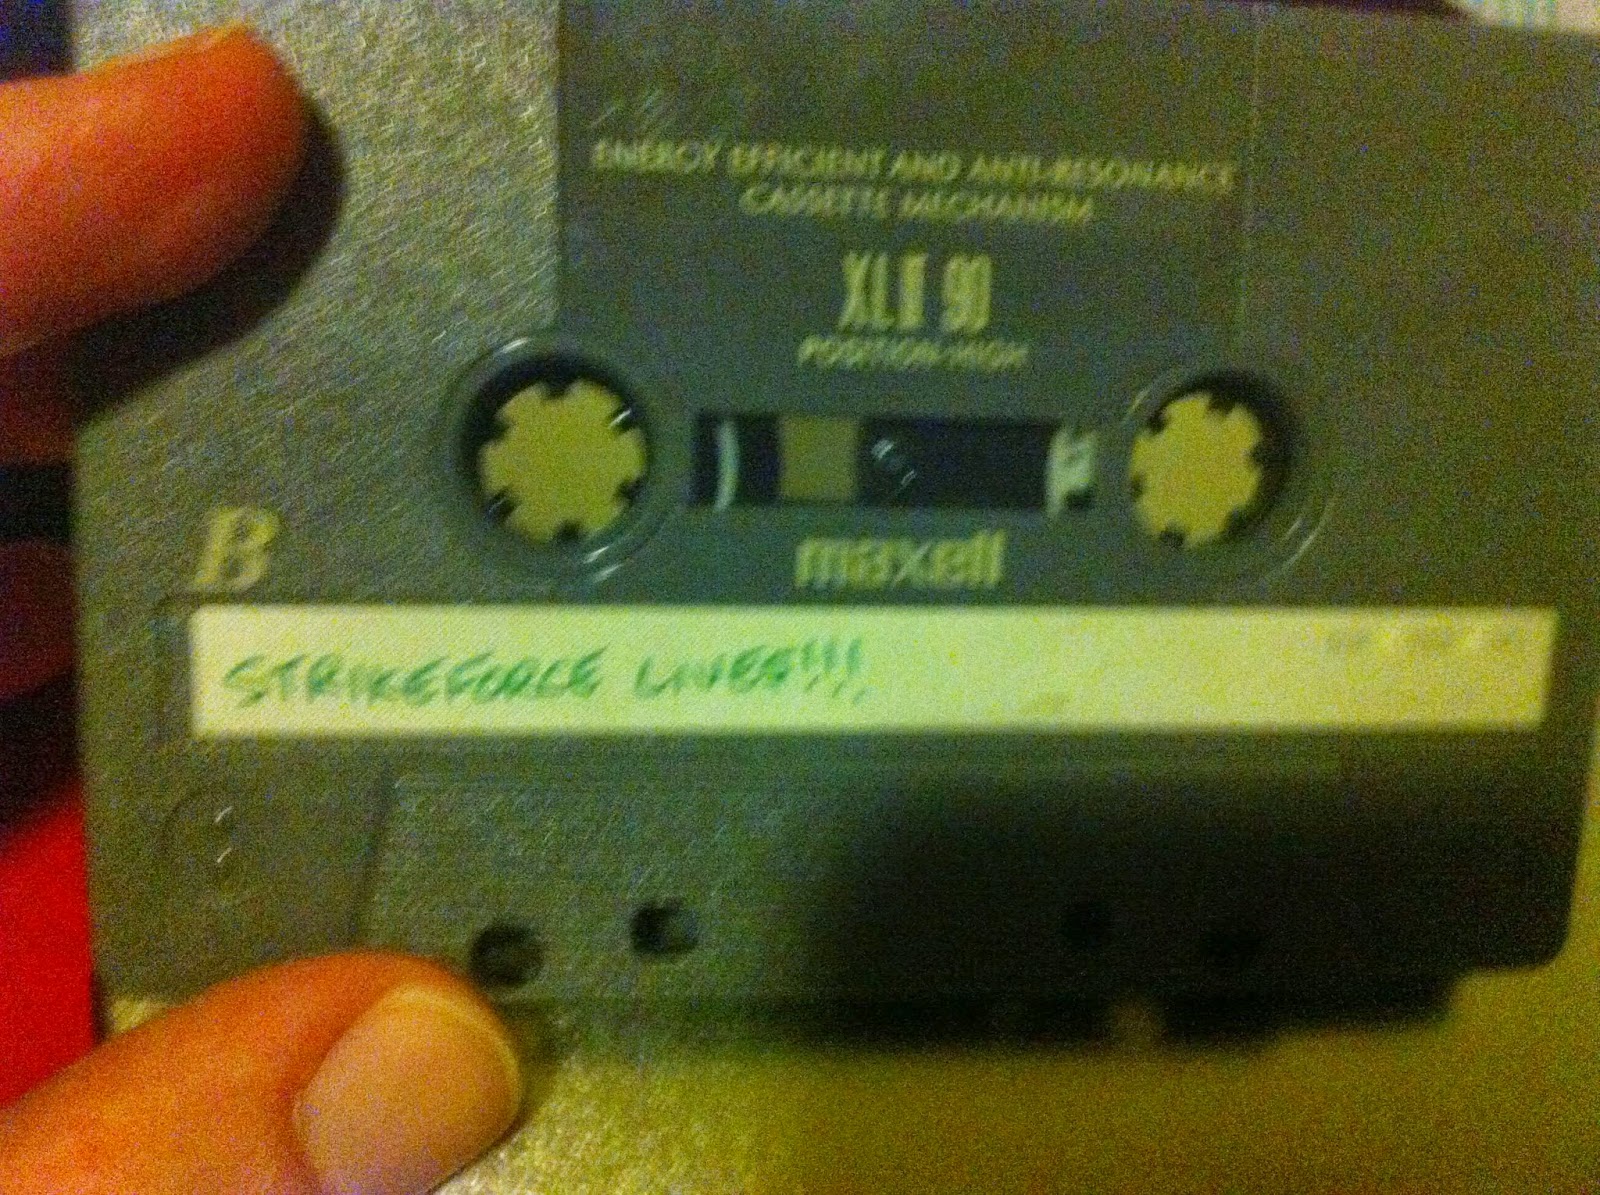 ENERGY EFFICIENT AND ANTI-RESONANCE
CASSETTE MECHANISM
XLII 90
POSITION•HIGH
maxell
B
STRIKEFORCE LIVES!!!